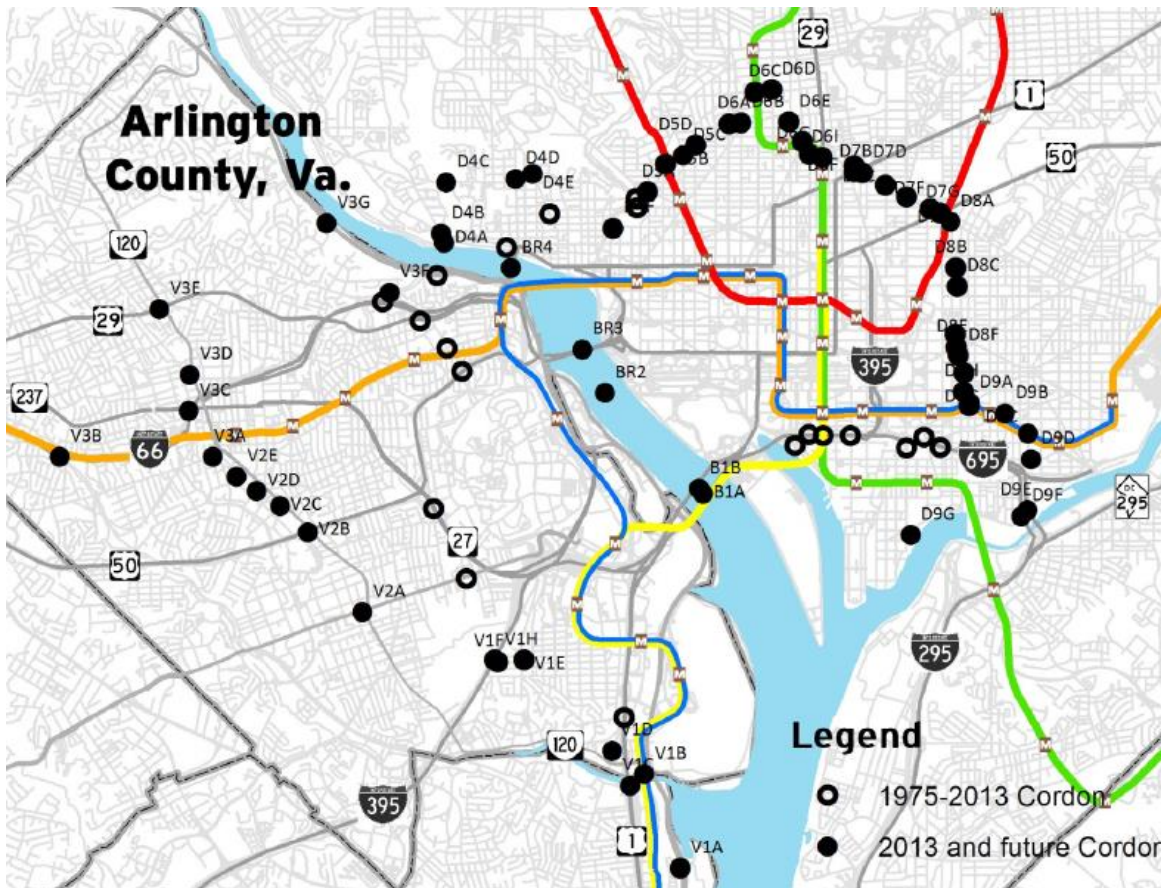 29
D6C D6D
1
Arlington
County, Va.
D6A D6B
D6E
D5D
D5C
D6I
50
D4C
D4D
D4E
D5B
D7B D7D
D7F
D7G
D8A
120
V3G
D4B
D4A
BR4
D8B
D8C
V3F
V3E
29
BR3
D8E
D8F
V3D
395
D9A
BR2
D9B
237
V3C
V3B
66
V3A
V2E
D9D
695
V2D
B1B
B1A
V2C
D9E
D9F
DC
295
V2B
D9G
27
50
V2A
V1F
V1H
V1E
295
V1D
Legend
120
V1C
V1B
1975-2013 Cordon
395
1
V1A
2013 and future Cordon